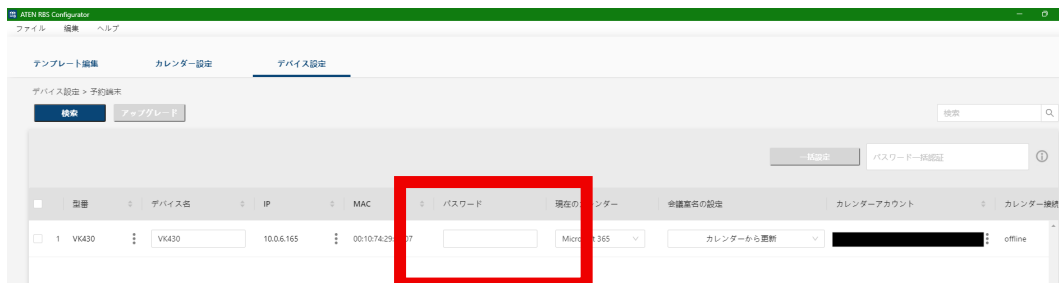 ATEN RBS Configurator
ファイル 編集 ヘルプ
テンプレート編集 カレンダー設定 デバイス設定
デバイス設定 > 予約端末
検索 アップグレード 検索
一括設定 パスワード一括認証
型番 デバイス名 IP MAC パスワード 現在のカレンダー 会議室名の設定 カレンダーアカウント カレンダー接続
1 VK430 VK430 10.0.6.165 00:10:74:29: 07 Microsoft 365 カレンダーから更新 offline